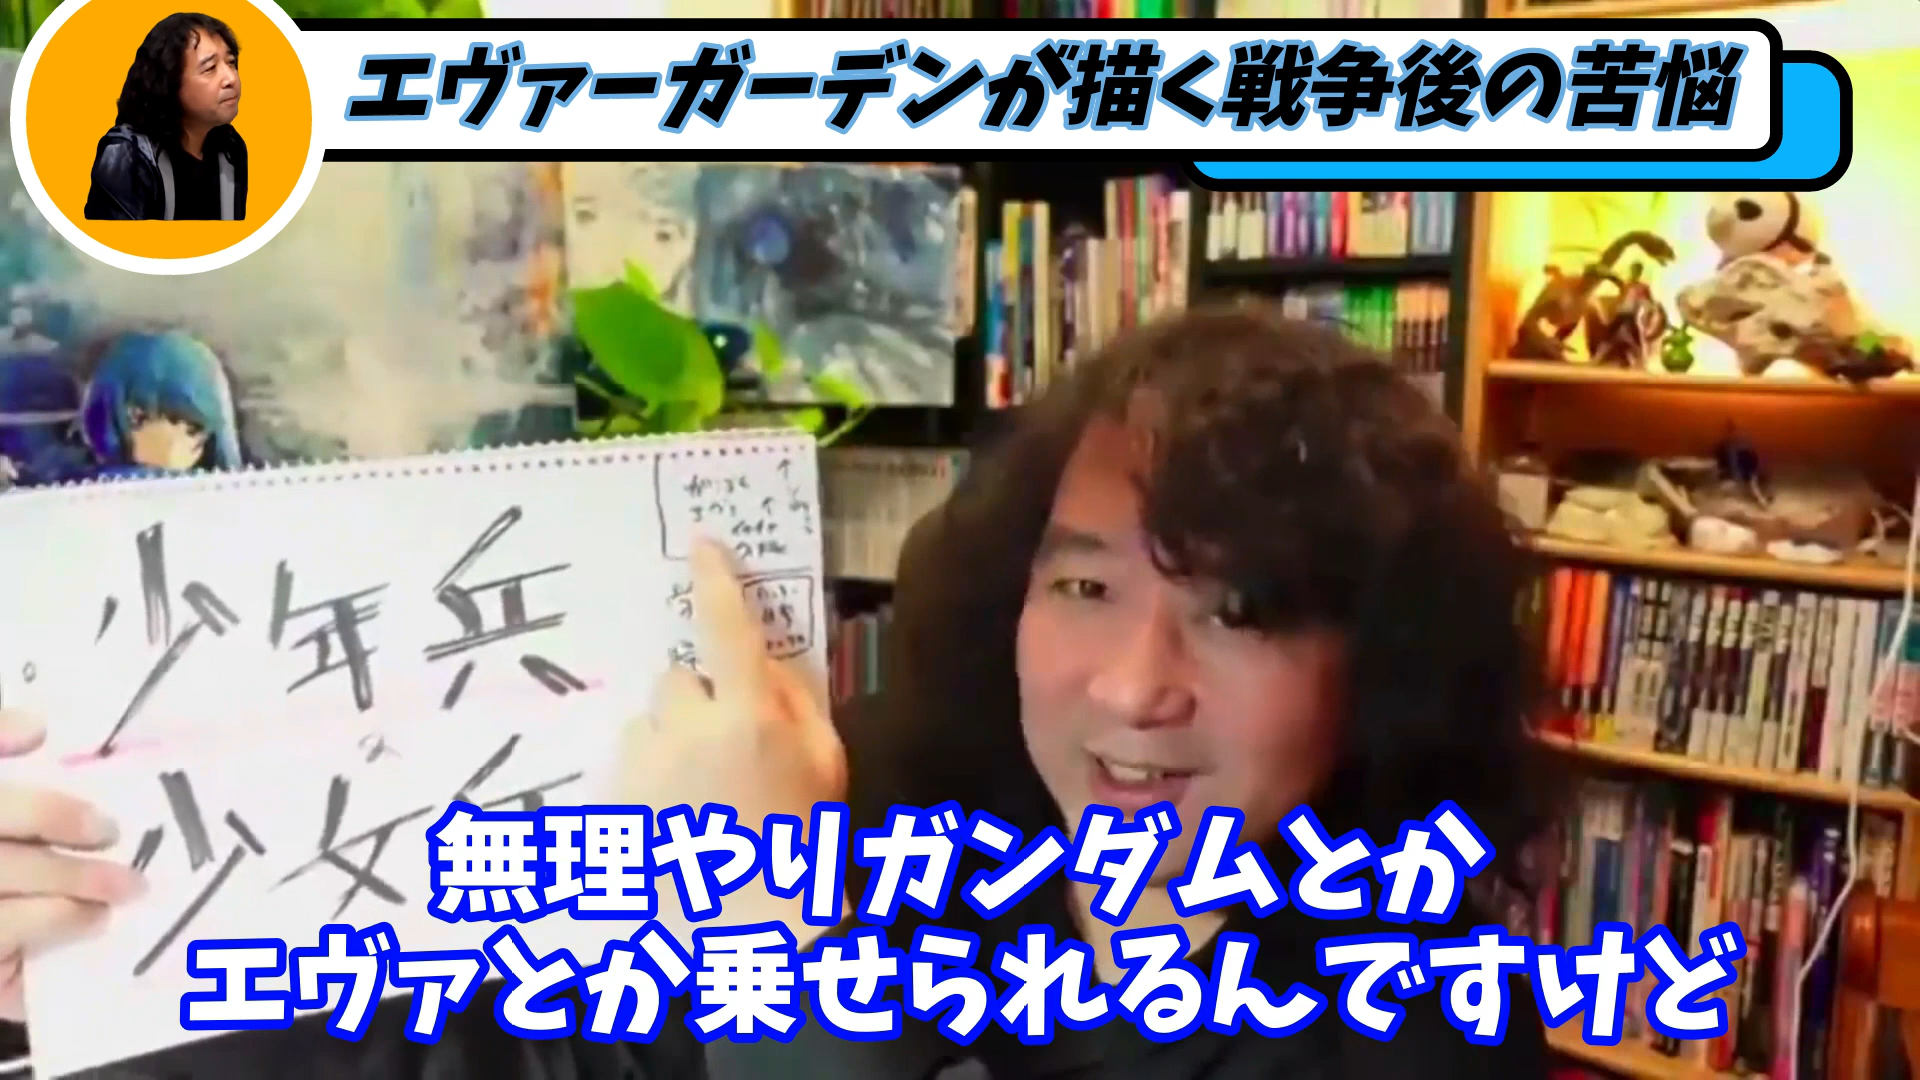 エヴァーガーデンが描く戦争後の苦悩
少年兵
少女兵
無理やりガンダムとか
エヴァとか乗せられるんですけど